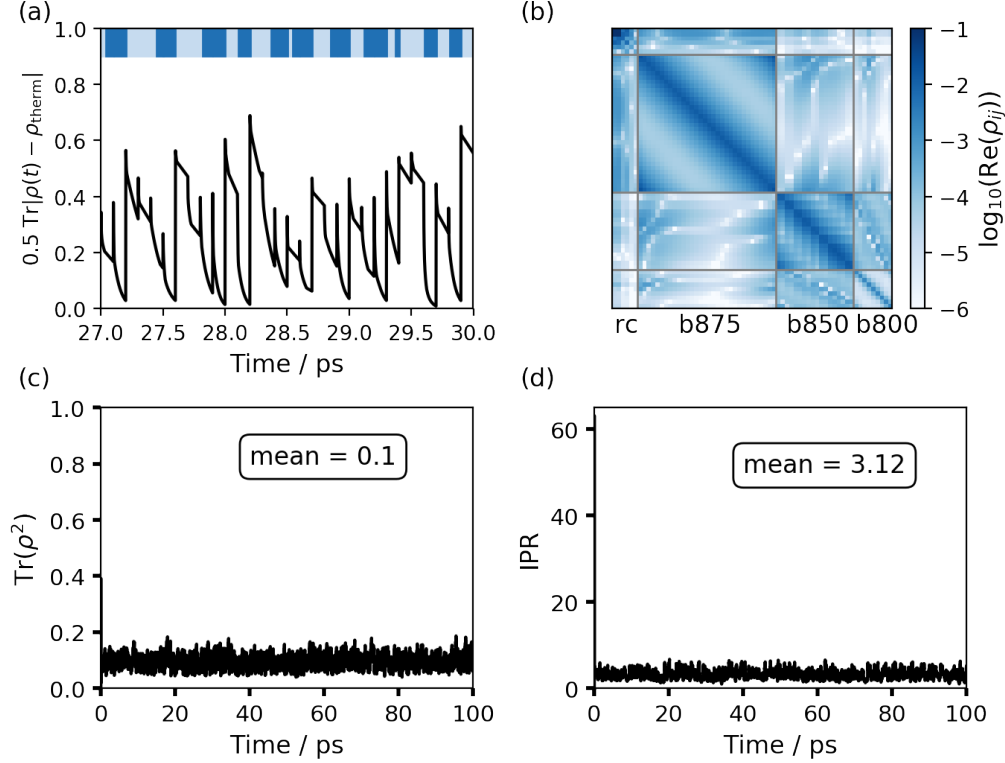 (a)
1.0
0.8
0.6
0.4
0.2
0.0
0.5 Tr|ρ(t) − ρ_therm|
27.0 27.5 28.0 28.5 29.0 29.5 30.0
Time / ps
(b)
rc b875 b850 b800
−1
−2
−3
−4
−5
−6
log₁₀(Re(ρ_ij))
(c)
1.0
0.8
0.6
0.4
0.2
0.0
Tr(ρ²)
mean = 0.1
0 20 40 60 80 100
Time / ps
(d)
60
40
20
0
IPR
mean = 3.12
0 20 40 60 80 100
Time / ps